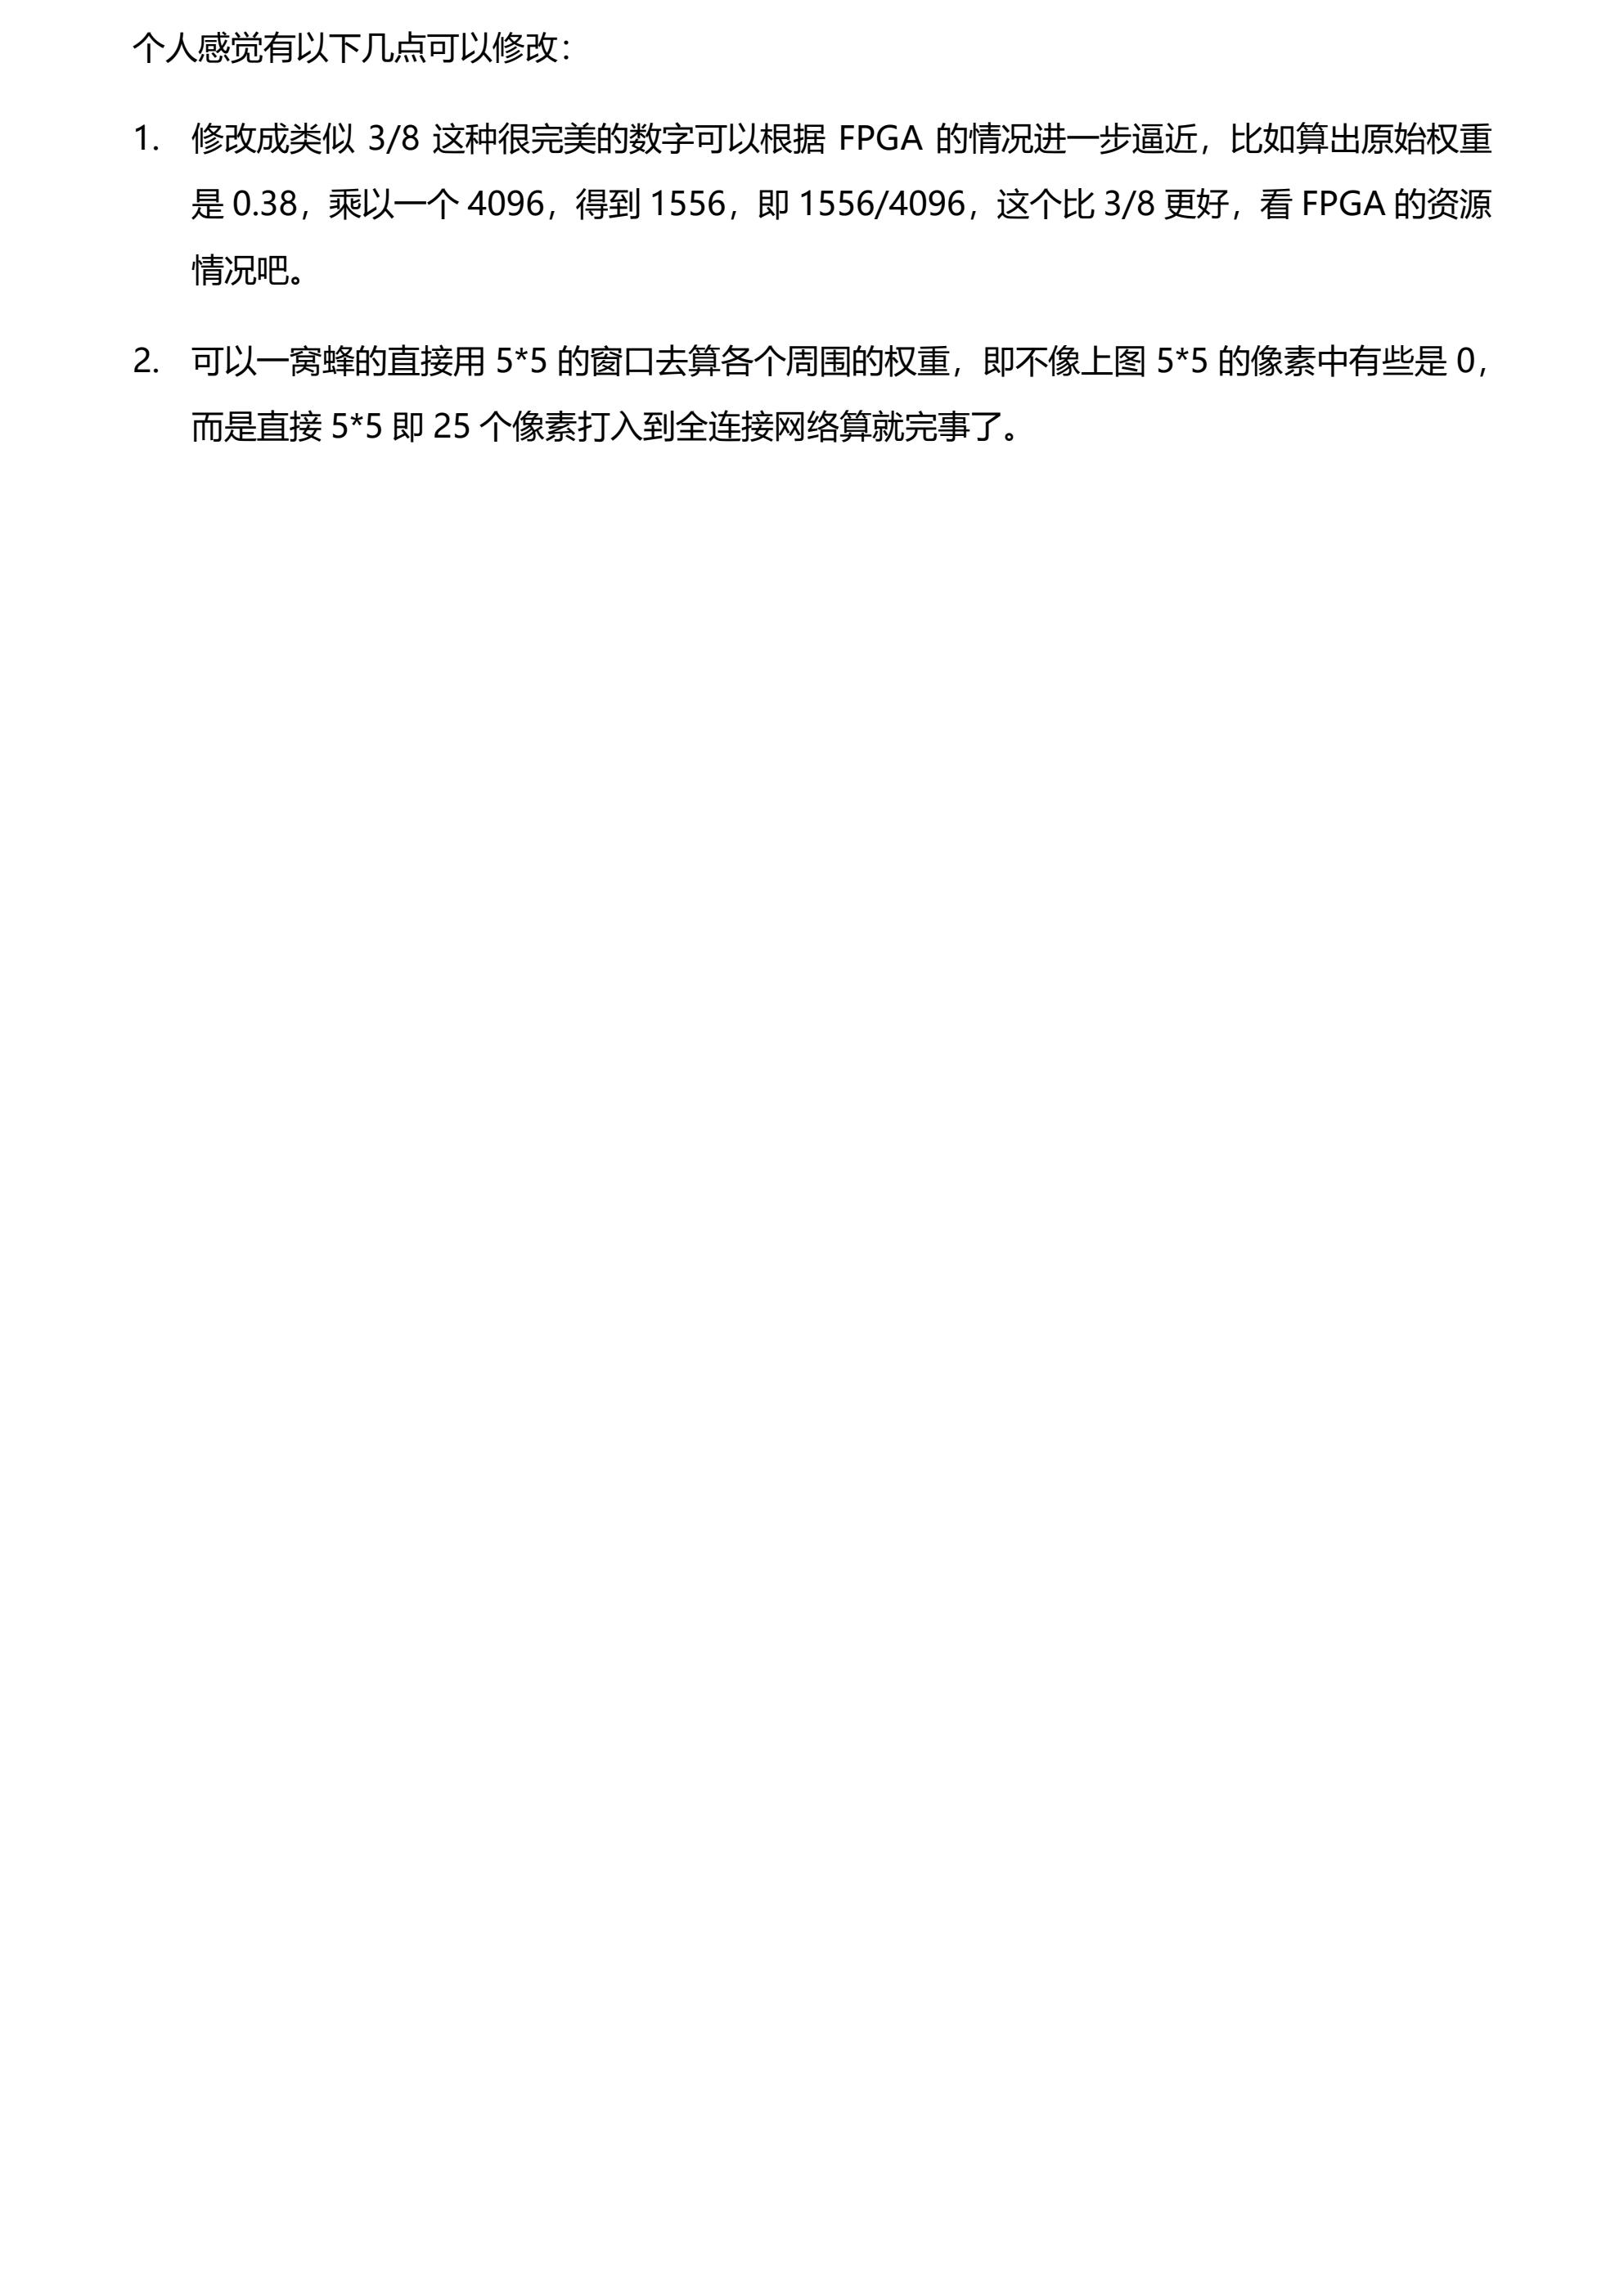 个人感觉有以下几点可以修改：
1. 修改成类似 3/8 这种很完美的数字可以根据 FPGA 的情况进一步逼近，比如算出原始权重
是 0.38，乘以一个 4096，得到 1556，即 1556/4096，这个比 3/8 更好，看 FPGA 的资源
情况吧。
2. 可以一窝蜂的直接用 5*5 的窗口去算各个周围的权重，即不像上图 5*5 的像素中有些是 0，
而是直接 5*5 即 25 个像素打入到全连接网络算就完事了。